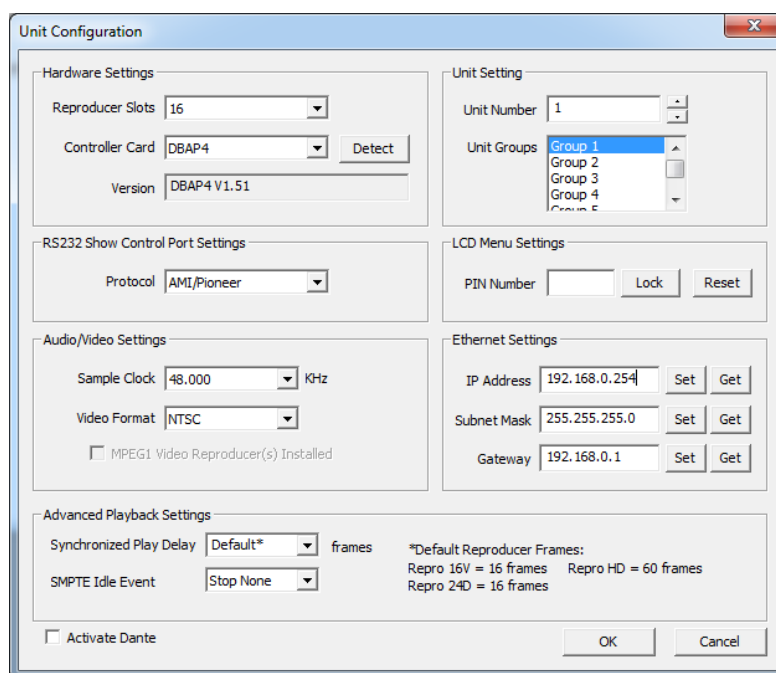 Unit Configuration
Hardware Settings
Reproducer Slots 16
Controller Card DBAP4 Detect
Version DBAP4 V1.51
Unit Setting
Unit Number 1
Unit Groups Group 1
Group 2
Group 3
Group 4
Group 5
RS232 Show Control Port Settings
Protocol AMI/Pioneer
LCD Menu Settings
PIN Number Lock Reset
Audio/Video Settings
Sample Clock 48.000 KHz
Video Format NTSC
MPEG1 Video Reproducer(s) Installed
Ethernet Settings
IP Address 192.168.0.254 Set Get
Subnet Mask 255.255.255.0 Set Get
Gateway 192.168.0.1 Set Get
Advanced Playback Settings
Synchronized Play Delay Default* frames
SMPTE Idle Event Stop None
*Default Reproducer Frames:
Repro 16V = 16 frames Repro HD = 60 frames
Repro 24D = 16 frames
Activate Dante
OK Cancel